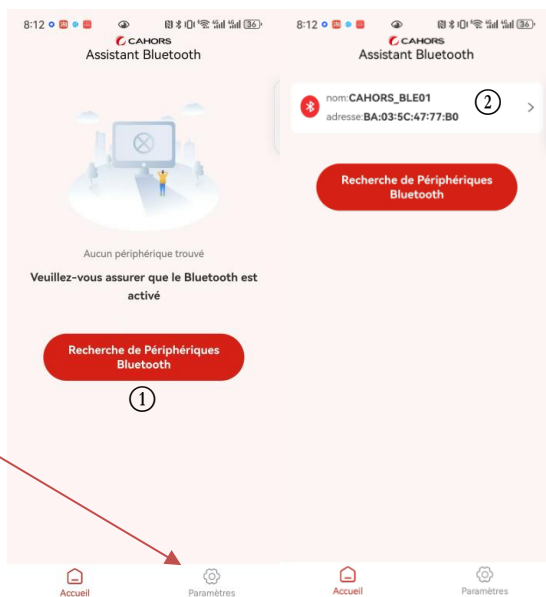 8:12
36
CAHORS
Assistant Bluetooth
Aucun périphérique trouvé
Veuillez-vous assurer que le Bluetooth est
activé
Recherche de Périphériques
Bluetooth
①
Accueil
Paramètres
8:12
36
CAHORS
Assistant Bluetooth
nom:CAHORS_BLE01
adresse:BA:03:5C:47:77:B0
②
Recherche de Périphériques
Bluetooth
Accueil
Paramètres